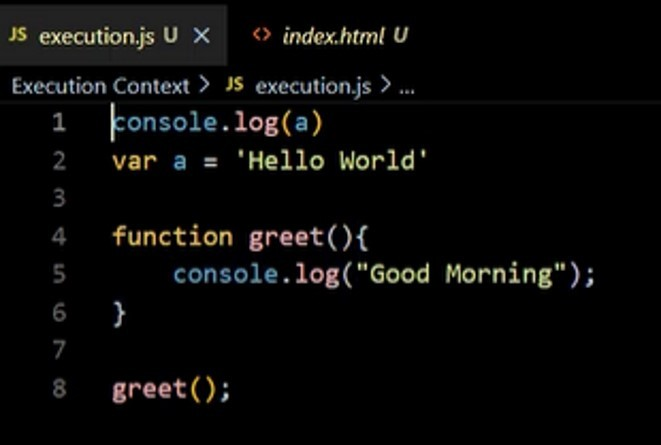 JS execution.js U × <> index.html U
Execution Context > JS execution.js > ...
1 console.log(a)
2 var a = 'Hello World'
3
4 function greet(){
5     console.log("Good Morning");
6 }
7
8 greet();